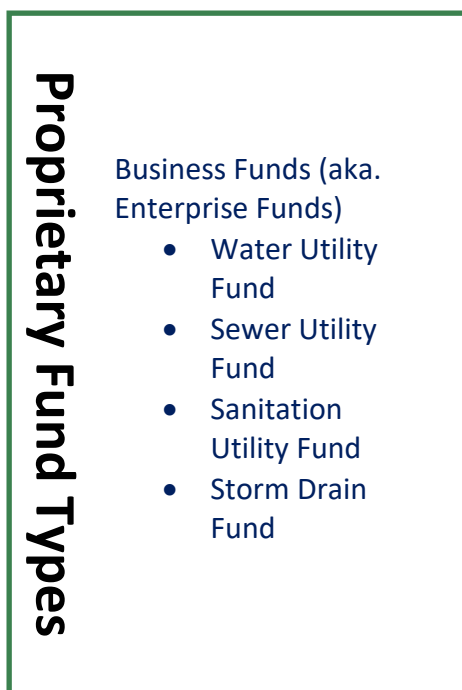 Proprietary Fund Types
Business Funds (aka.
Enterprise Funds)
• Water Utility
Fund
• Sewer Utility
Fund
• Sanitation
Utility Fund
• Storm Drain
Fund